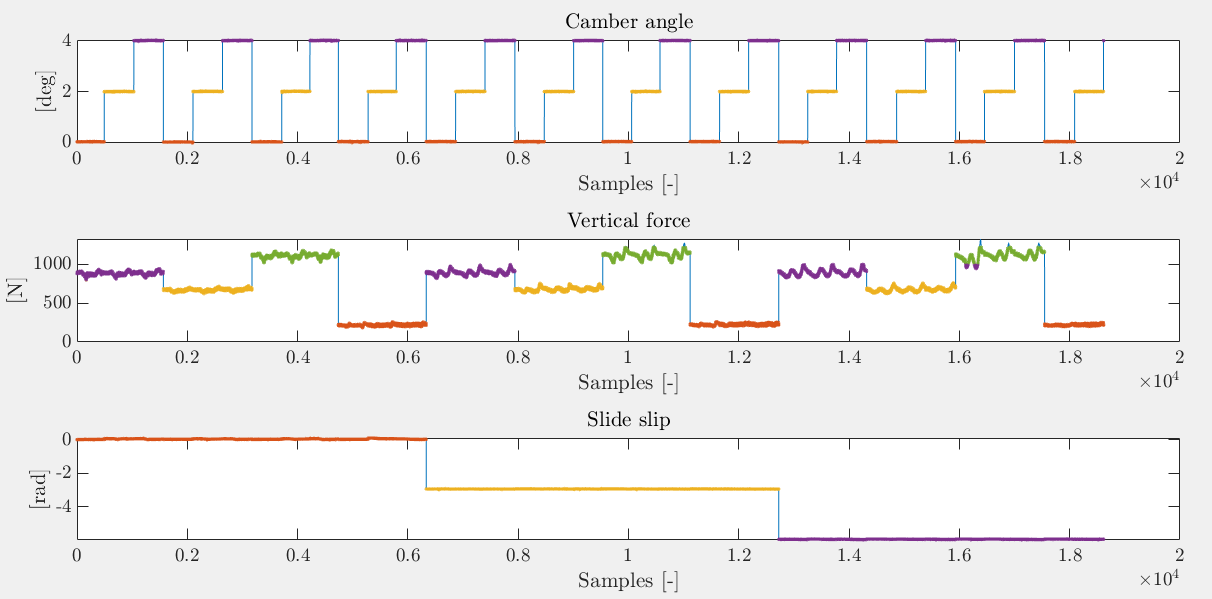 Camber angle
4
2
0
[deg]
0 0.2 0.4 0.6 0.8 1 1.2 1.4 1.6 1.8 2
Samples [-]
×10^4
Vertical force
1000
500
0
[N]
0 0.2 0.4 0.6 0.8 1 1.2 1.4 1.6 1.8 2
Samples [-]
×10^4
Slide slip
0
-2
-4
[rad]
0 0.2 0.4 0.6 0.8 1 1.2 1.4 1.6 1.8 2
Samples [-]
×10^4